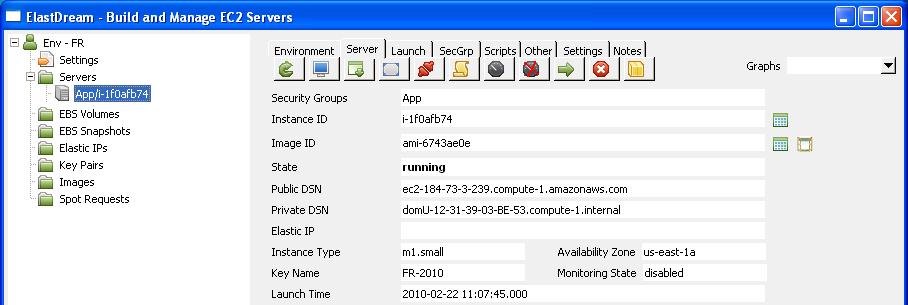 ElastDream - Build and Manage EC2 Servers
Env - FR
Settings
Servers
App/i-1f0afb74
EBS Volumes
EBS Snapshots
Elastic IPs
Key Pairs
Images
Spot Requests
Environment Server Launch SecGrp Scripts Other Settings Notes
Graphs
Security Groups App
Instance ID i-1f0afb74
Image ID ami-6743ae0e
State running
Public DSN ec2-184-73-3-239.compute-1.amazonaws.com
Private DSN domU-12-31-39-03-BE-53.compute-1.internal
Elastic IP
Instance Type m1.small Availability Zone us-east-1a
Key Name FR-2010 Monitoring State disabled
Launch Time 2010-02-22 11:07:45.000